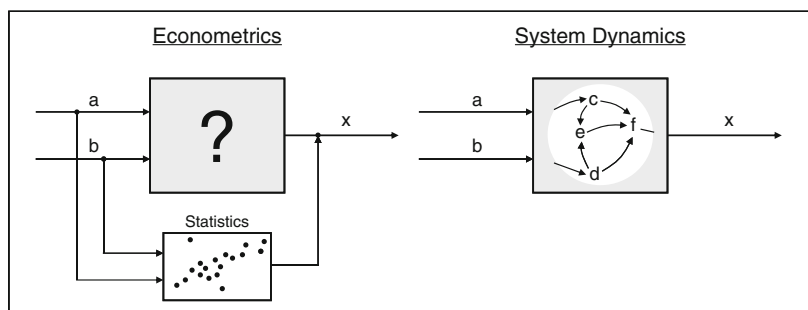 Econometrics
a
b
?
x
Statistics
System Dynamics
a
b
c
e
f
d
x